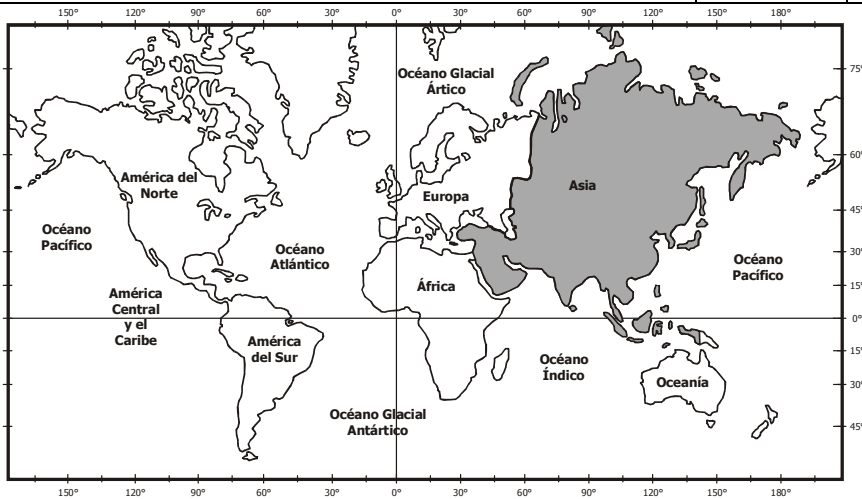 150° 120° 90° 60° 30° 0° 30° 60° 90° 120° 150° 180°
Océano Glacial
Ártico
75°
60°
América del
Norte
Europa
Asia
45°
Océano
Pacífico
Océano
Atlántico
Océano
Pacífico
30°
África
15°
América
Central
y el
Caribe
0°
América
del Sur
Océano
Índico
15°
Oceanía
30°
Océano Glacial
Antártico
45°
150° 120° 90° 60° 30° 0° 30° 60° 90° 120° 150° 180°